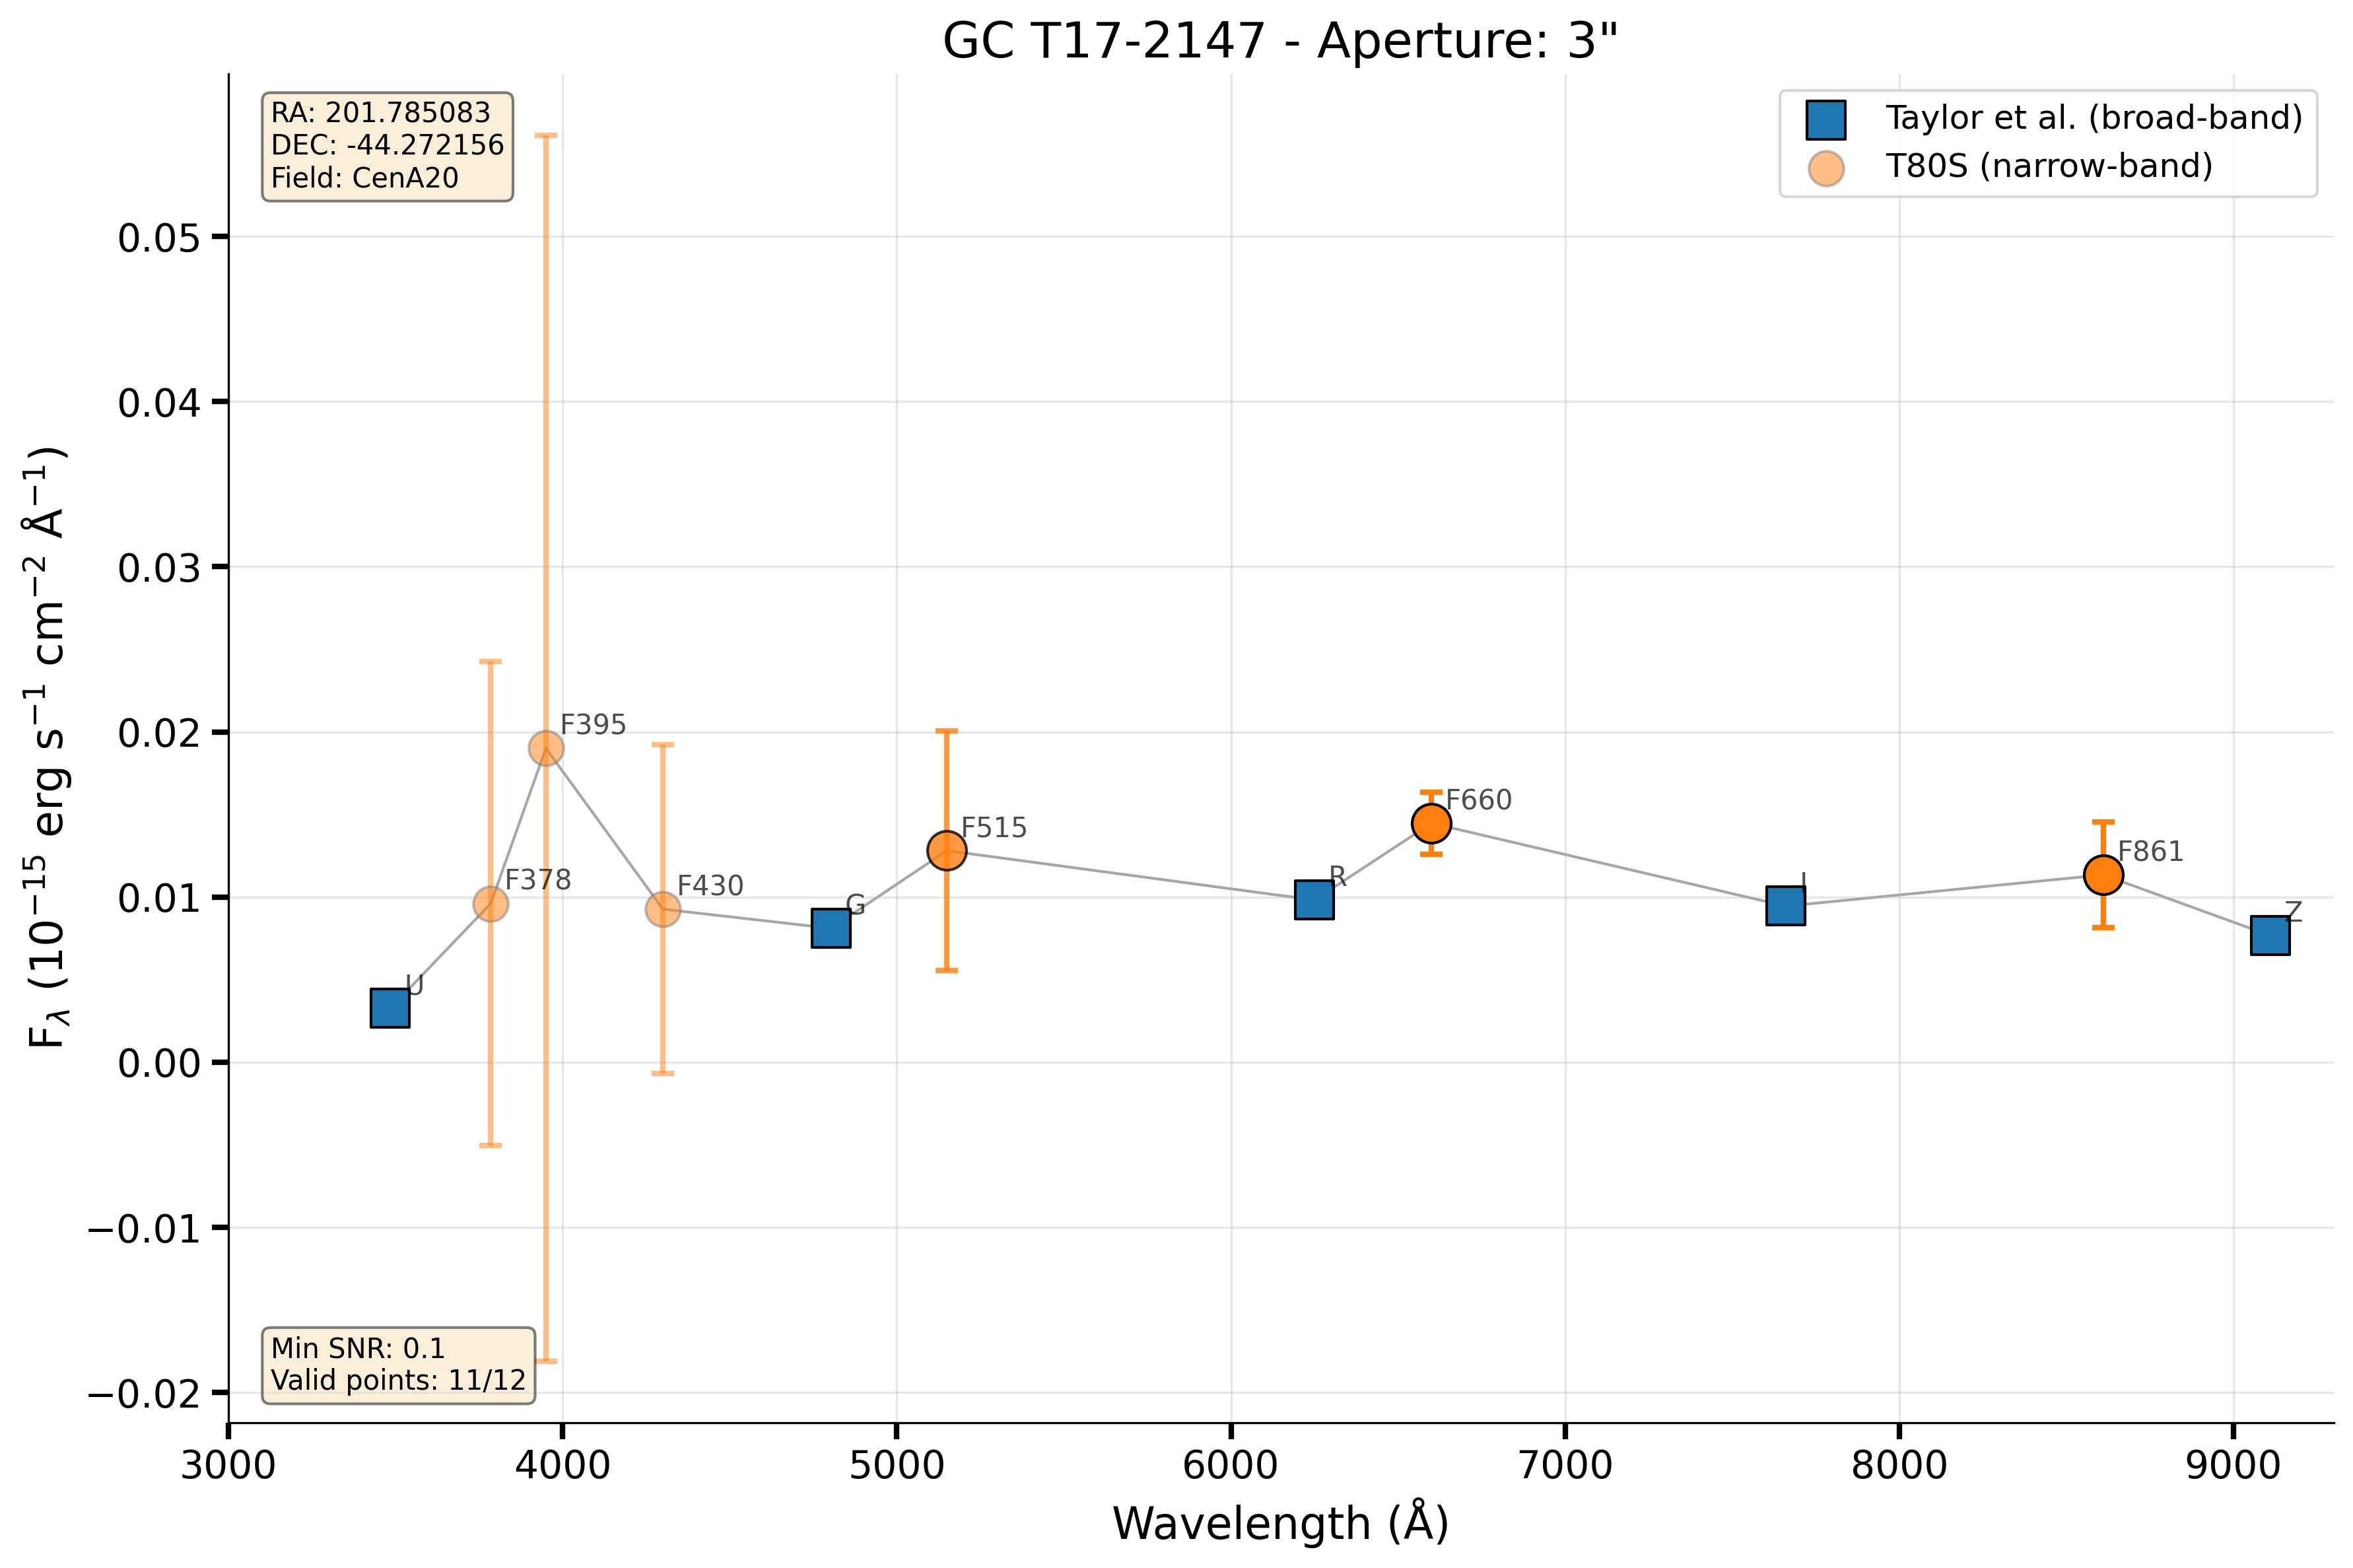 GC T17-2147 - Aperture: 3"
RA: 201.785083
DEC: -44.272156
Field: CenA20
Taylor et al. (broad-band)
T80S (narrow-band)
F_λ (10^−15 erg s^−1 cm^−2 Å^−1)
0.05
0.04
0.03
0.02
0.01
0.00
−0.01
−0.02
U
F378
F395
F430
G
F515
R
F660
I
F861
Z
Min SNR: 0.1
Valid points: 11/12
3000
4000
5000
6000
7000
8000
9000
Wavelength (Å)